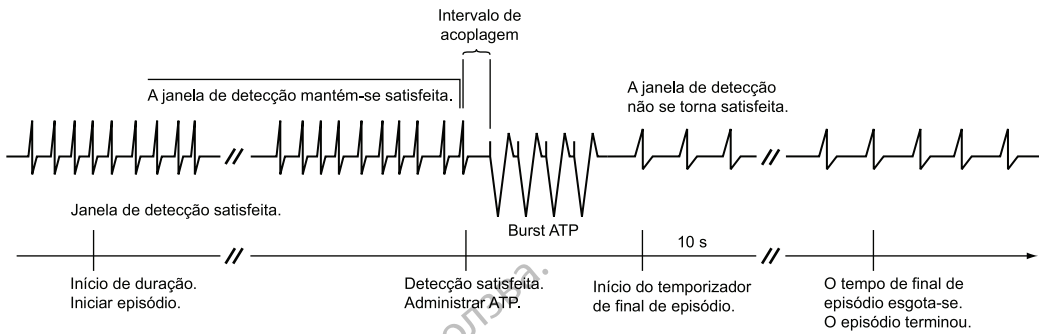 Intervalo de
acoplagem
A janela de detecção mantém-se satisfeita.
A janela de detecção
não se torna satisfeita.
Janela de detecção satisfeita.
Burst ATP
10 s
Início de duração.
Iniciar episódio.
Detecção satisfeita.
Administrar ATP.
Início do temporizador
de final de episódio.
O tempo de final de
episódio esgota-se.
O episódio terminou.